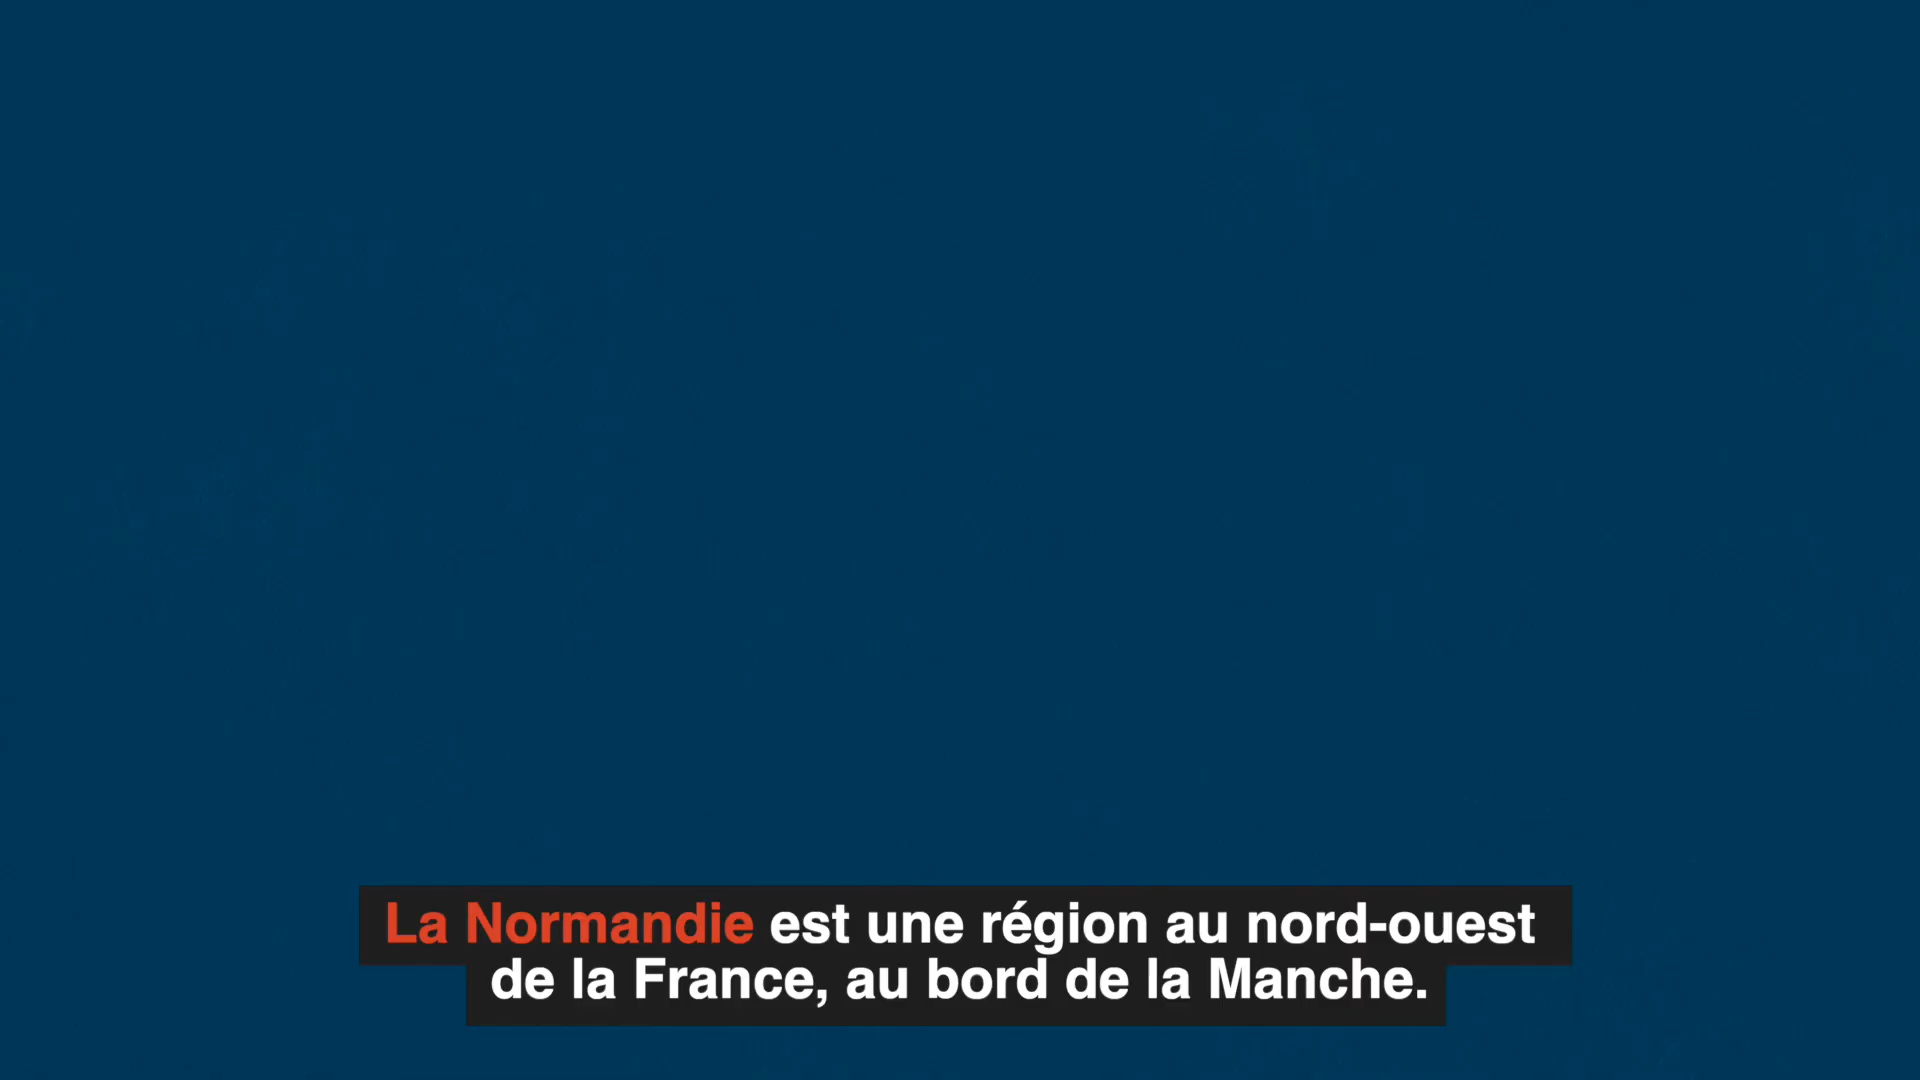 La Normandie est une région au nord-ouest
de la France, au bord de la Manche.